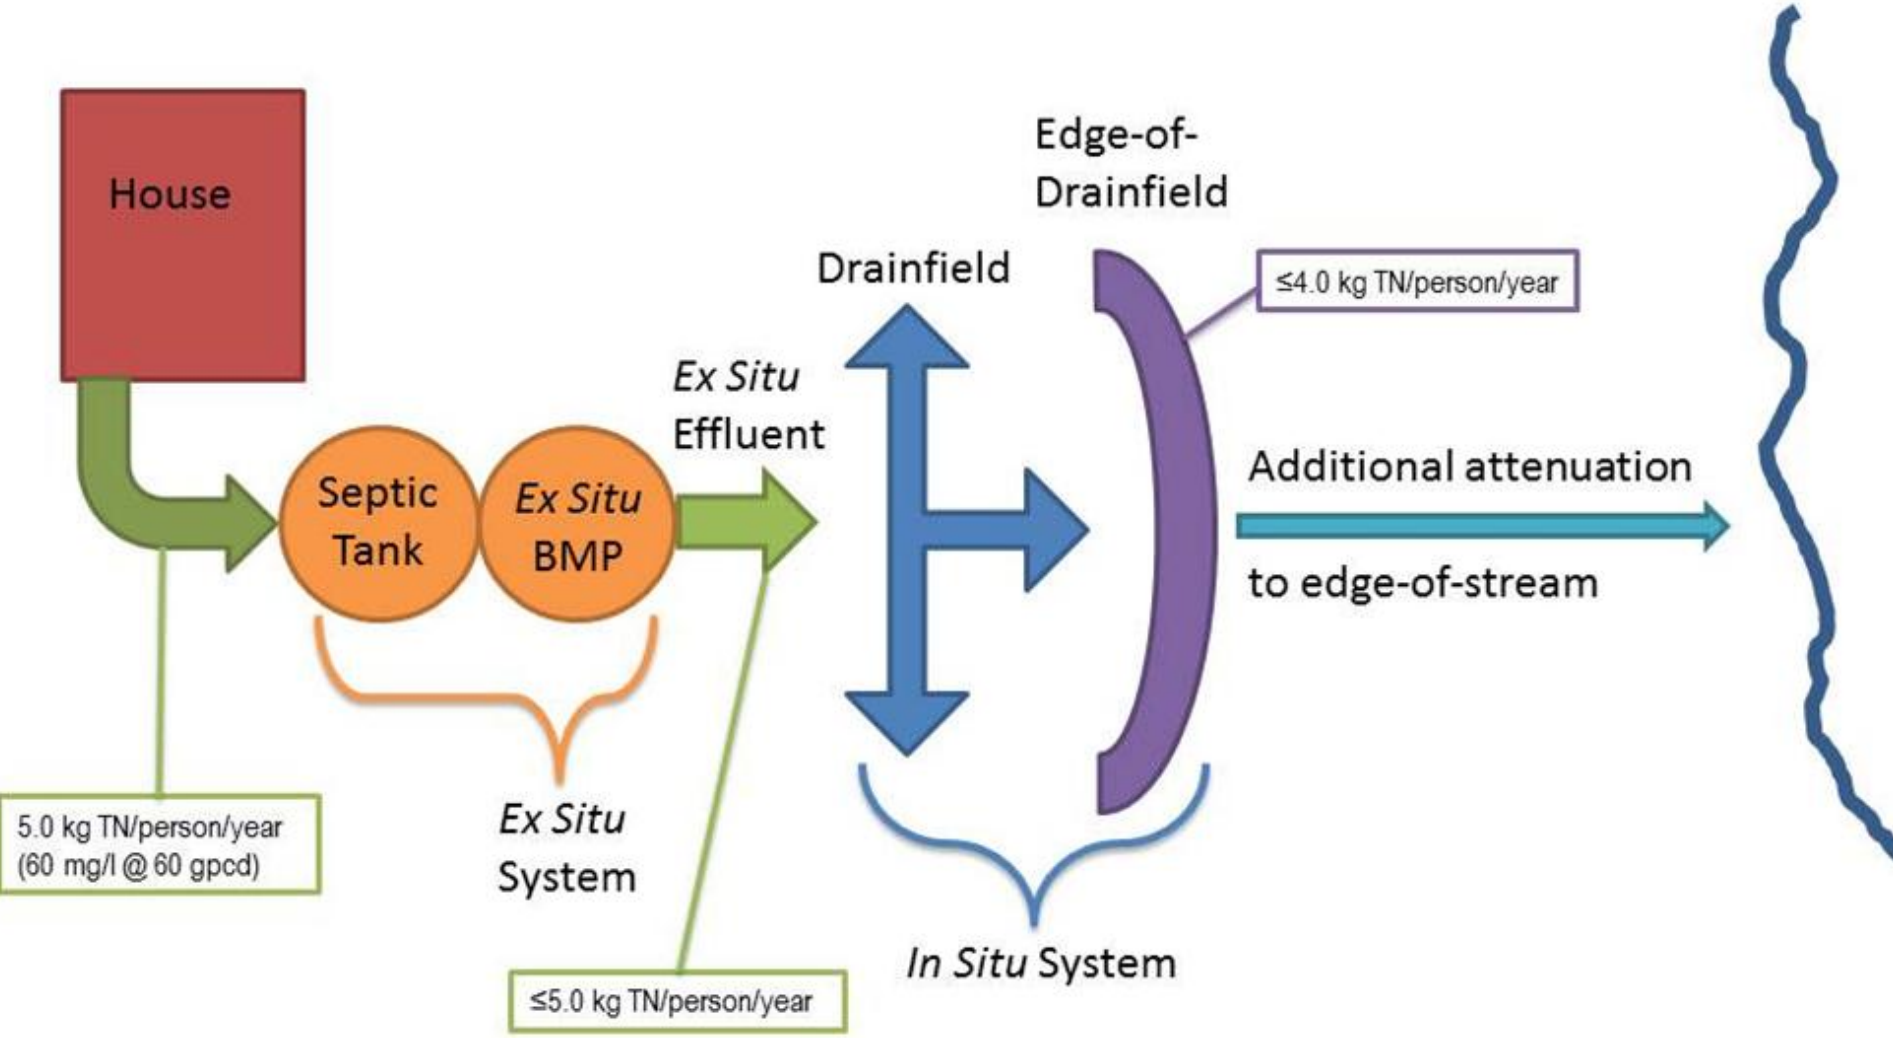 House
Septic
Tank
Ex Situ
BMP
Ex Situ
Effluent
Drainfield
Edge-of-
Drainfield
≤4.0 kg TN/person/year
Additional attenuation
to edge-of-stream
5.0 kg TN/person/year
(60 mg/l @ 60 gpcd)
Ex Situ
System
≤5.0 kg TN/person/year
In Situ System